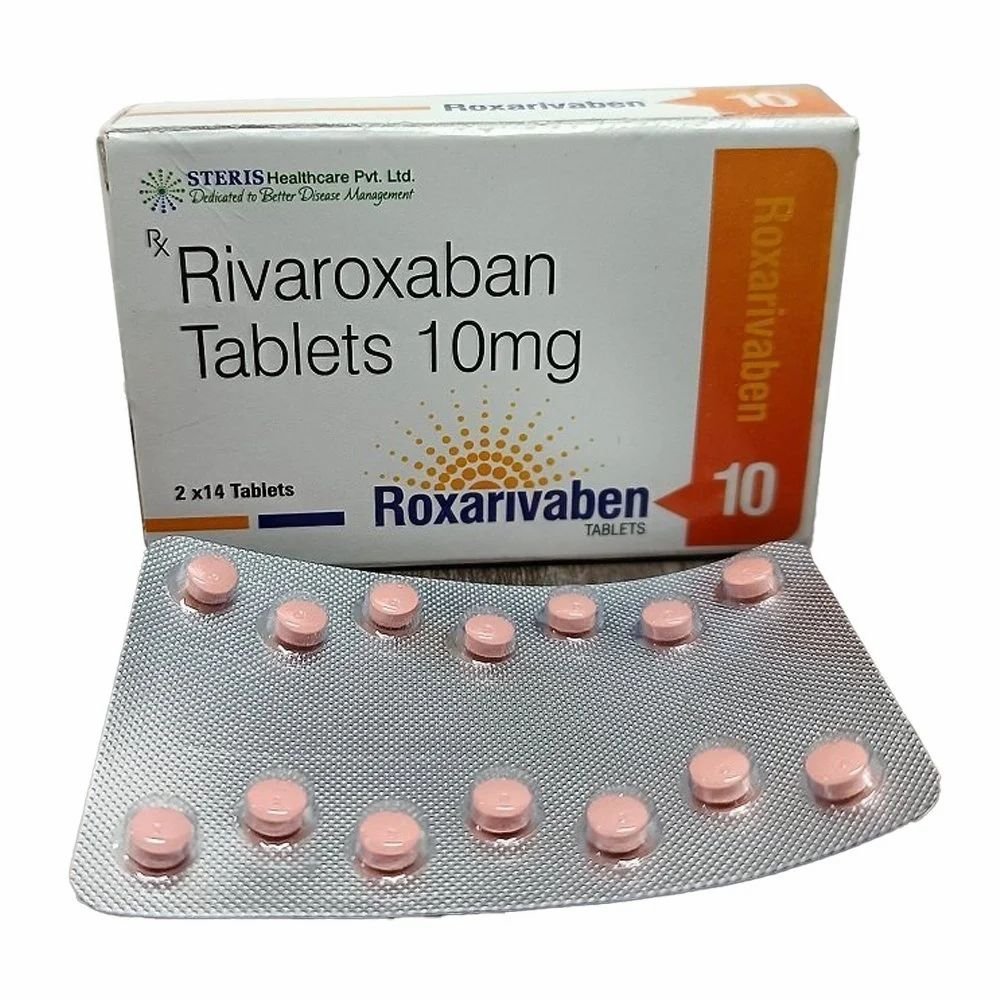 Roxarivaben 10
STERIS Healthcare Pvt. Ltd.
Dedicated to Better Disease Management
Rx
Rivaroxaban
Tablets 10mg
2 x14 Tablets
Roxarivaben
TABLETS
10
Roxarivaben